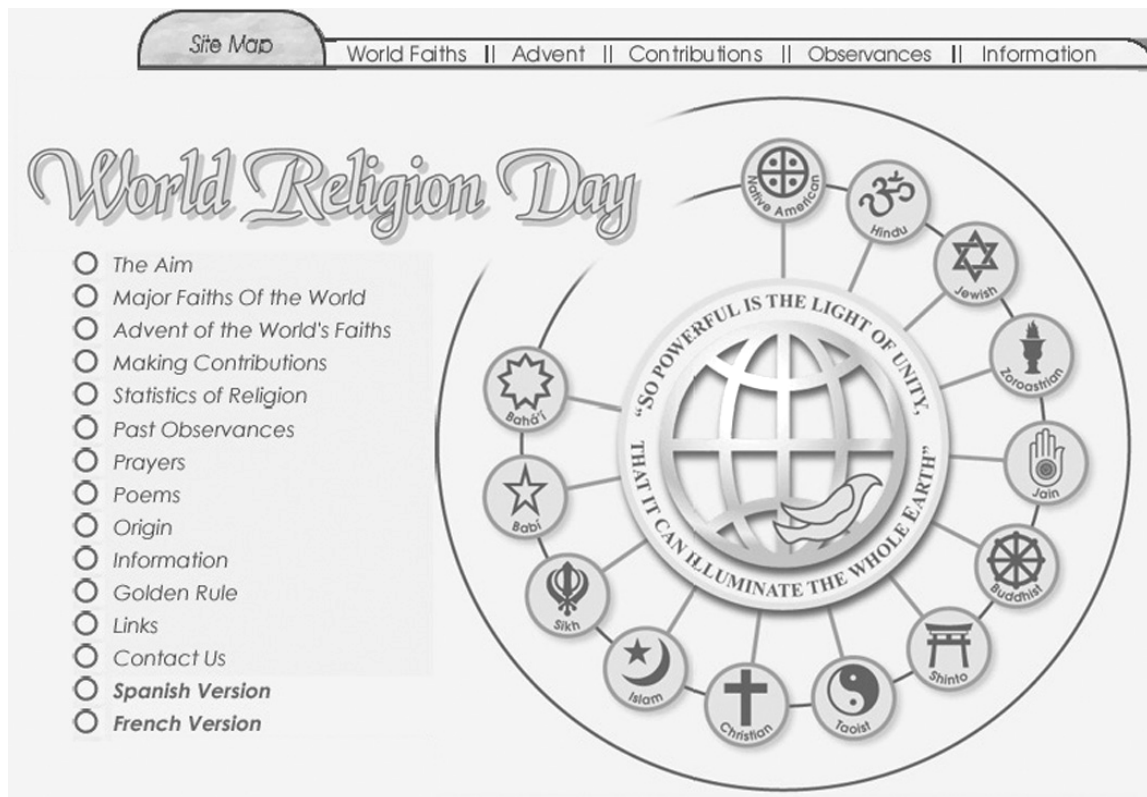 Site Map
World Faiths || Advent || Contributions || Observances || Information
World Religion Day
The Aim
Major Faiths Of the World
Advent of the World's Faiths
Making Contributions
Statistics of Religion
Past Observances
Prayers
Poems
Origin
Information
Golden Rule
Links
Contact Us
Spanish Version
French Version
Native American
Hindu
Jewish
Zoroastrian
Jain
Buddhist
Shinto
Taoist
Christian
Islam
Sikh
Babí
Bahá'í
"SO POWERFUL IS THE LIGHT OF UNITY,
THAT IT CAN ILLUMINATE THE WHOLE EARTH"